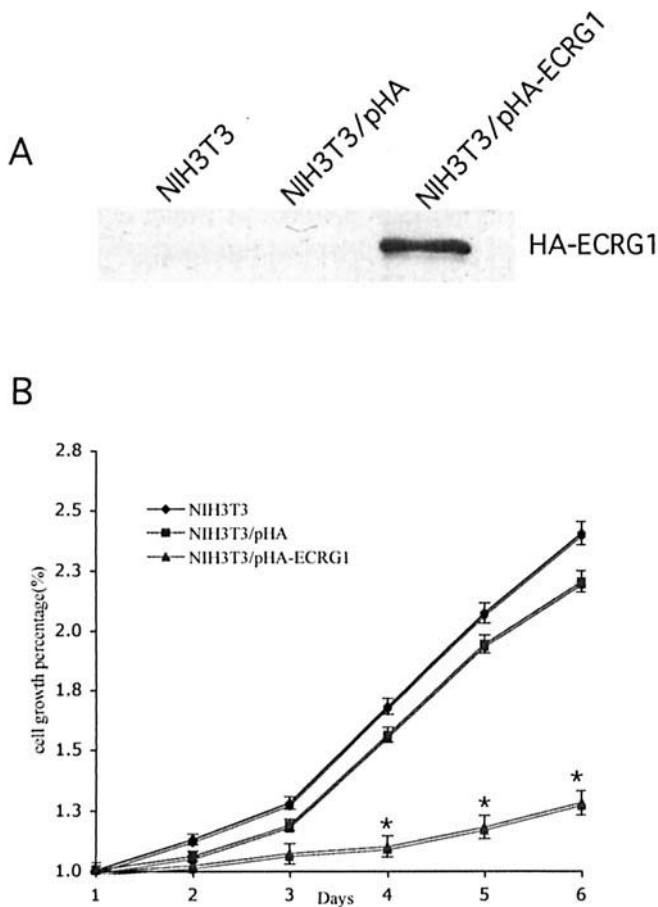 A
NIH3T3
NIH3T3/pHA
NIH3T3/pHA-ECRG1
HA-ECRG1
B
2.8
2.5
2.3
2.0
1.8
1.5
1.3
1.0
cell growth percentage(%)
NIH3T3
NIH3T3/pHA
NIH3T3/pHA-ECRG1
* * *
1 2 3 4 5 6
Days